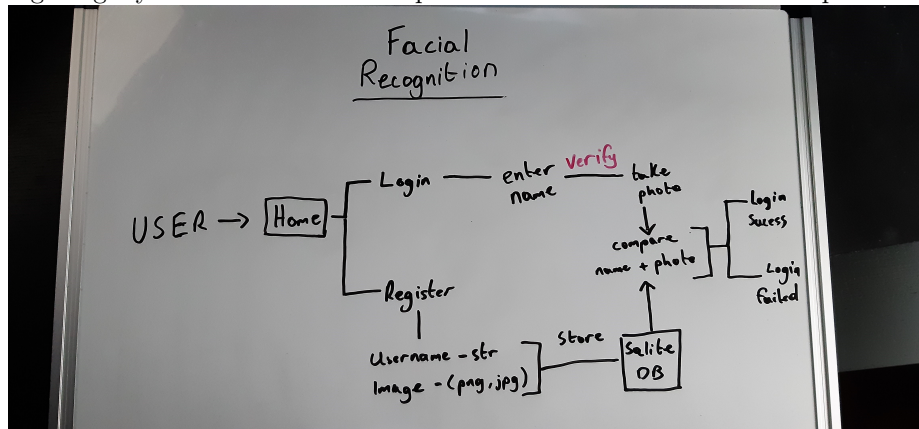 Facial
Recognition
USER → Home
Login
enter
name
verify
take
photo
compare
name + photo
Login
Sucess
Login
failed
Register
Username - str
Image - (png, jpg)
Store
Sqlite
DB